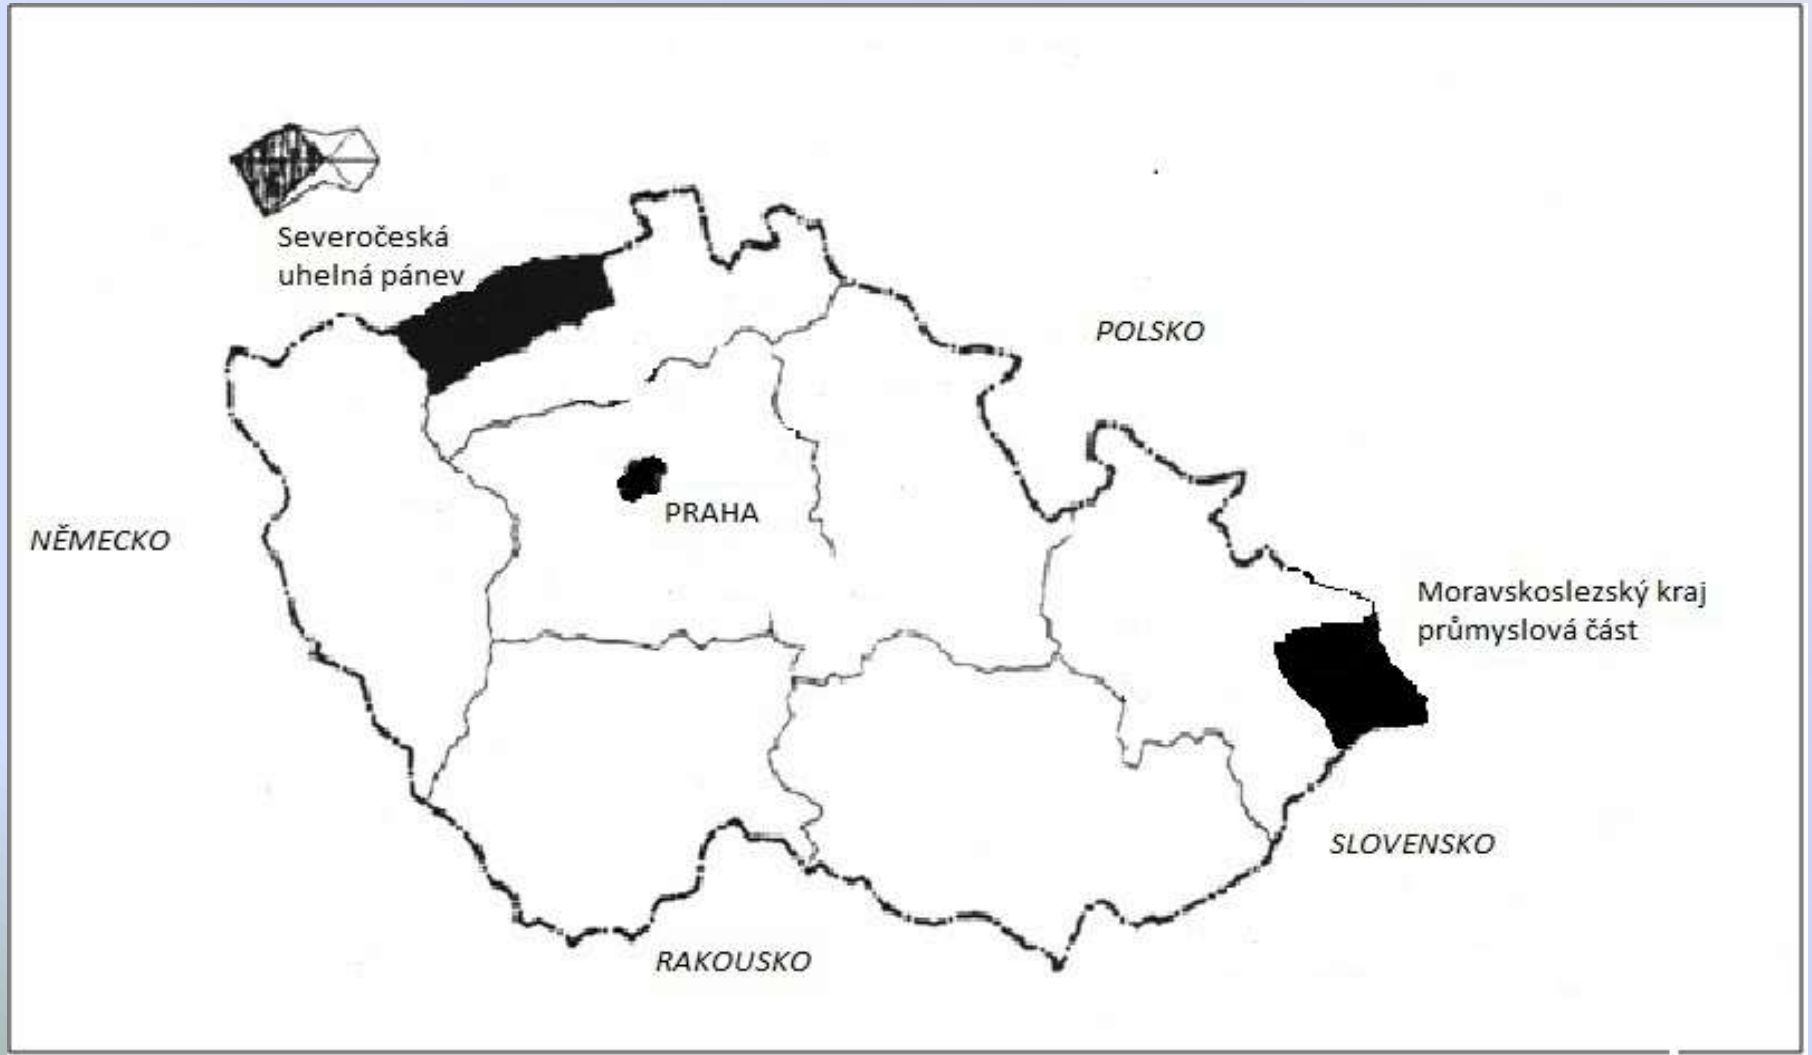 Severočeská
uhelná pánev
POLSKO
PRAHA
NĚMECKO
Moravskoslezský kraj
průmyslová část
SLOVENSKO
RAKOUSKO